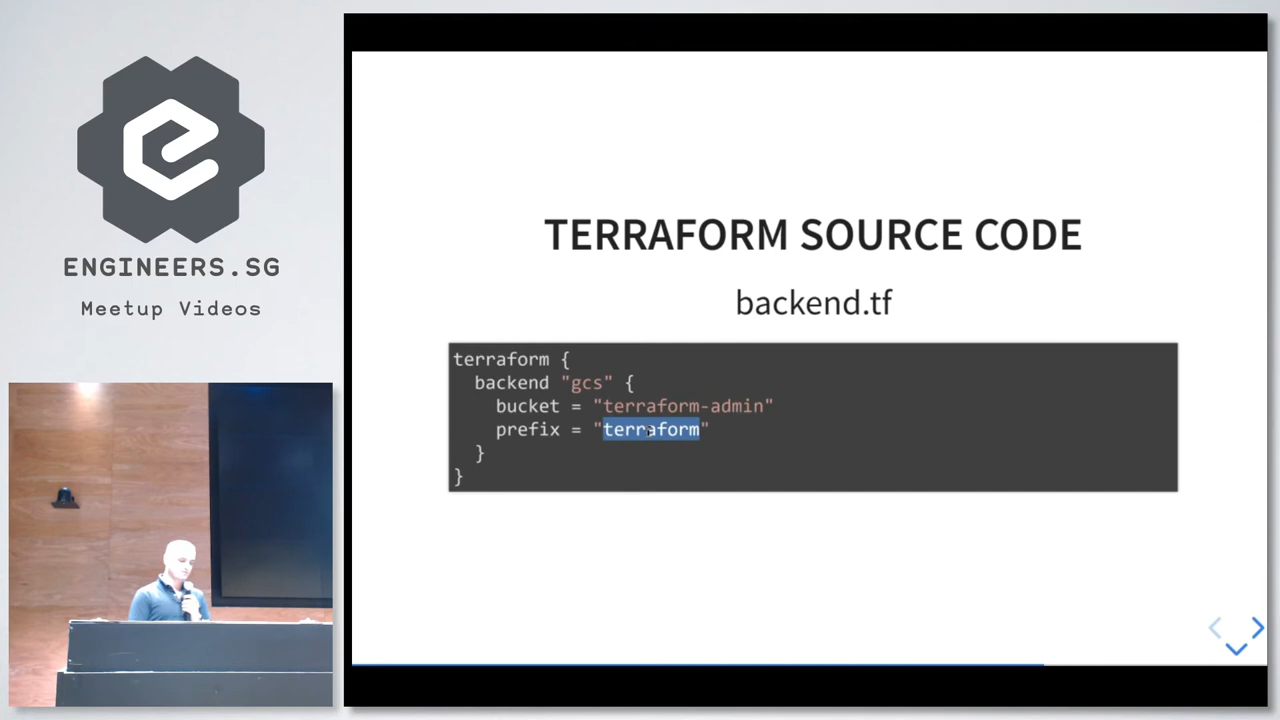 ENGINEERS.SG
Meetup Videos
TERRAFORM SOURCE CODE
backend.tf
terraform {
  backend "gcs" {
    bucket = "terraform-admin"
    prefix = "terraform"
  }
}